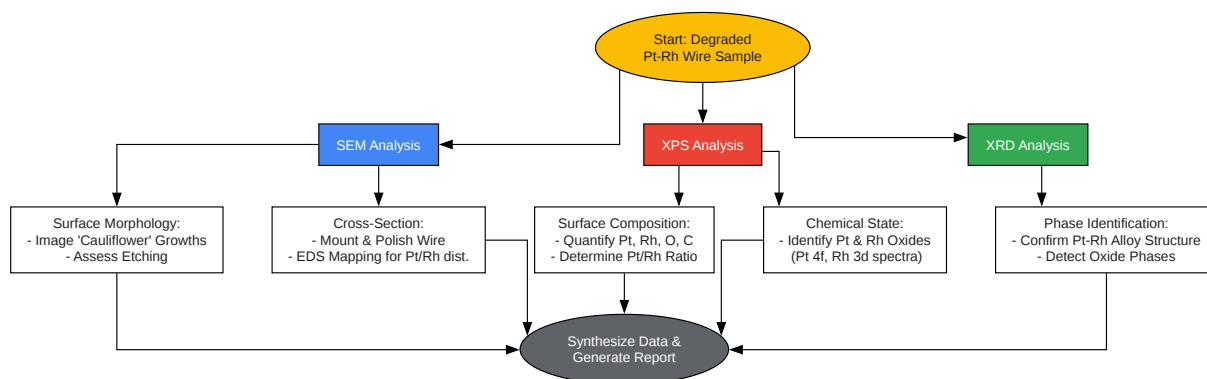 Start: Degraded
Pt-Rh Wire Sample
SEM Analysis
XPS Analysis
XRD Analysis
Surface Morphology:
- Image 'Cauliflower' Growths
- Assess Etching
Cross-Section:
- Mount & Polish Wire
- EDS Mapping for Pt/Rh dist.
Surface Composition:
- Quantify Pt, Rh, O, C
- Determine Pt/Rh Ratio
Chemical State:
- Identify Pt & Rh Oxides
(Pt 4f, Rh 3d spectra)
Phase Identification:
- Confirm Pt-Rh Alloy Structure
- Detect Oxide Phases
Synthesize Data &
Generate Report